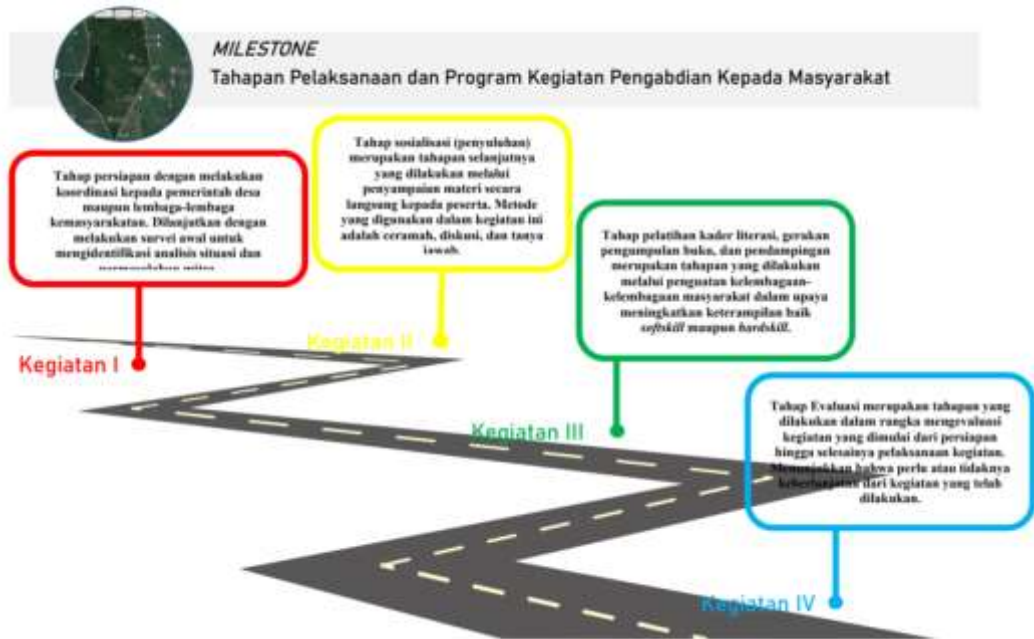 MILESTONE
Tahapan Pelaksanaan dan Program Kegiatan Pengabdian Kepada Masyarakat
Tahap persiapan dengan melakukan
koordinasi kepada pemerintah desa
maupun lembaga-lembaga
kemasyarakatan. Dilanjutkan dengan
melakukan survei awal untuk
mengidentifikasi analisis situasi dan
Kegiatan I
Tahap sosialisasi (penyuluhan)
merupakan tahapan selanjutnya
yang dilakukan melalui
penyampaian materi secara
langsung kepada peserta. Metode
yang digunakan dalam kegiatan ini
adalah ceramah, diskusi, dan tanya
jawab.
Kegiatan II
Tahap pelatihan kader literasi, gerakan
pengumpulan buku, dan pendampingan
merupakan tahapan yang dilakukan
melalui penguatan kelembagaan-
kelembagaan masyarakat dalam upaya
meningkatkan keterampilan baik
softskill maupun hardskill.
Kegiatan III
Tahap Evaluasi merupakan tahapan yang
dilakukan dalam rangka mengevaluasi
kegiatan yang dimulai dari persiapan
hingga selesainya pelaksanaan kegiatan.
Menunjukkan bahwa perlu atau tidaknya
keberlanjutan dari kegiatan yang telah
dilakukan.
Kegiatan IV